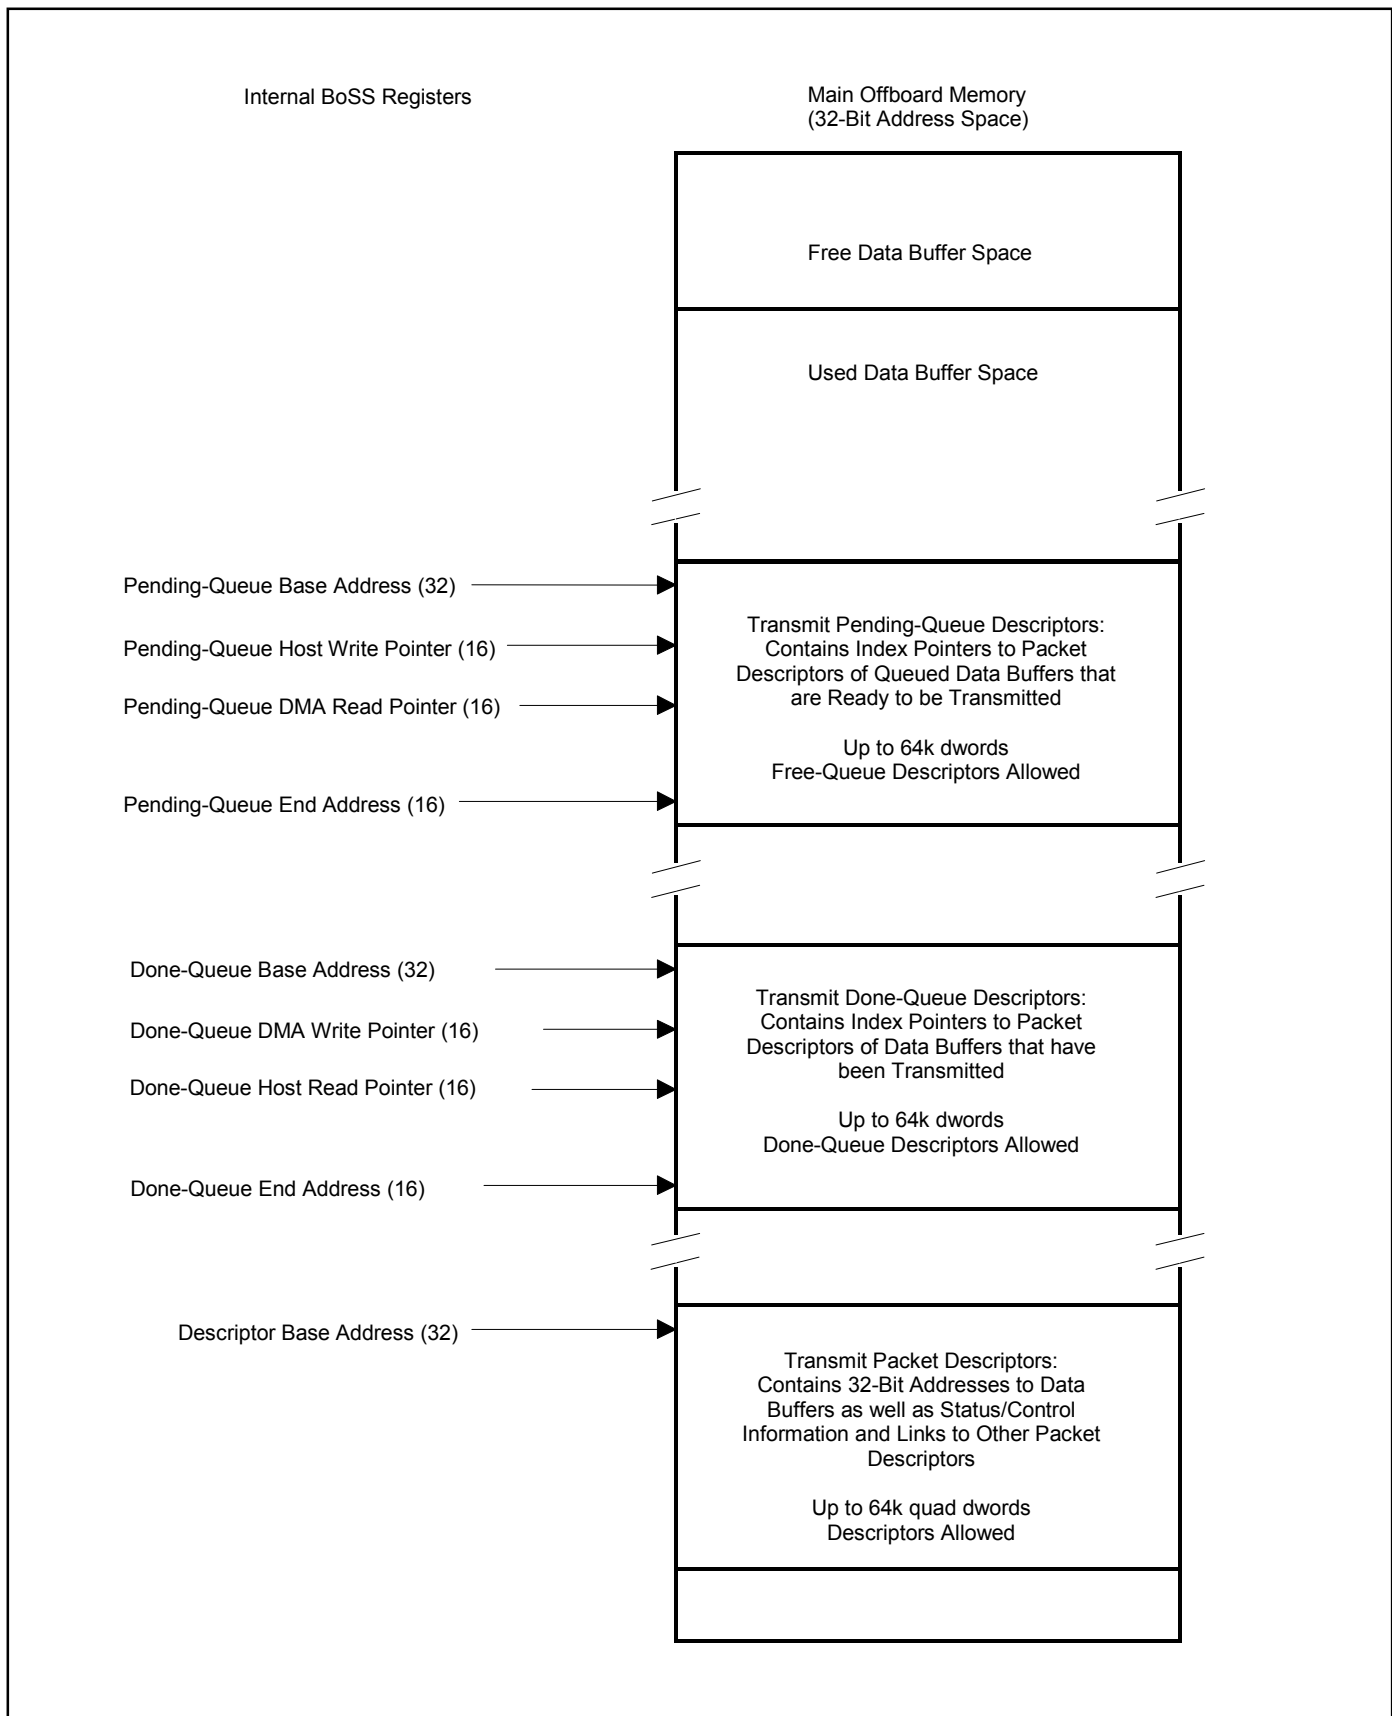 Internal BoSS Registers
Main Offboard Memory
(32-Bit Address Space)
Free Data Buffer Space
Used Data Buffer Space
Pending-Queue Base Address (32)
Pending-Queue Host Write Pointer (16)
Pending-Queue DMA Read Pointer (16)
Pending-Queue End Address (16)
Transmit Pending-Queue Descriptors:
Contains Index Pointers to Packet
Descriptors of Queued Data Buffers that
are Ready to be Transmitted
Up to 64k dwords
Free-Queue Descriptors Allowed
Done-Queue Base Address (32)
Done-Queue DMA Write Pointer (16)
Done-Queue Host Read Pointer (16)
Done-Queue End Address (16)
Transmit Done-Queue Descriptors:
Contains Index Pointers to Packet
Descriptors of Data Buffers that have
been Transmitted
Up to 64k dwords
Done-Queue Descriptors Allowed
Descriptor Base Address (32)
Transmit Packet Descriptors:
Contains 32-Bit Addresses to Data
Buffers as well as Status/Control
Information and Links to Other Packet
Descriptors
Up to 64k quad dwords
Descriptors Allowed